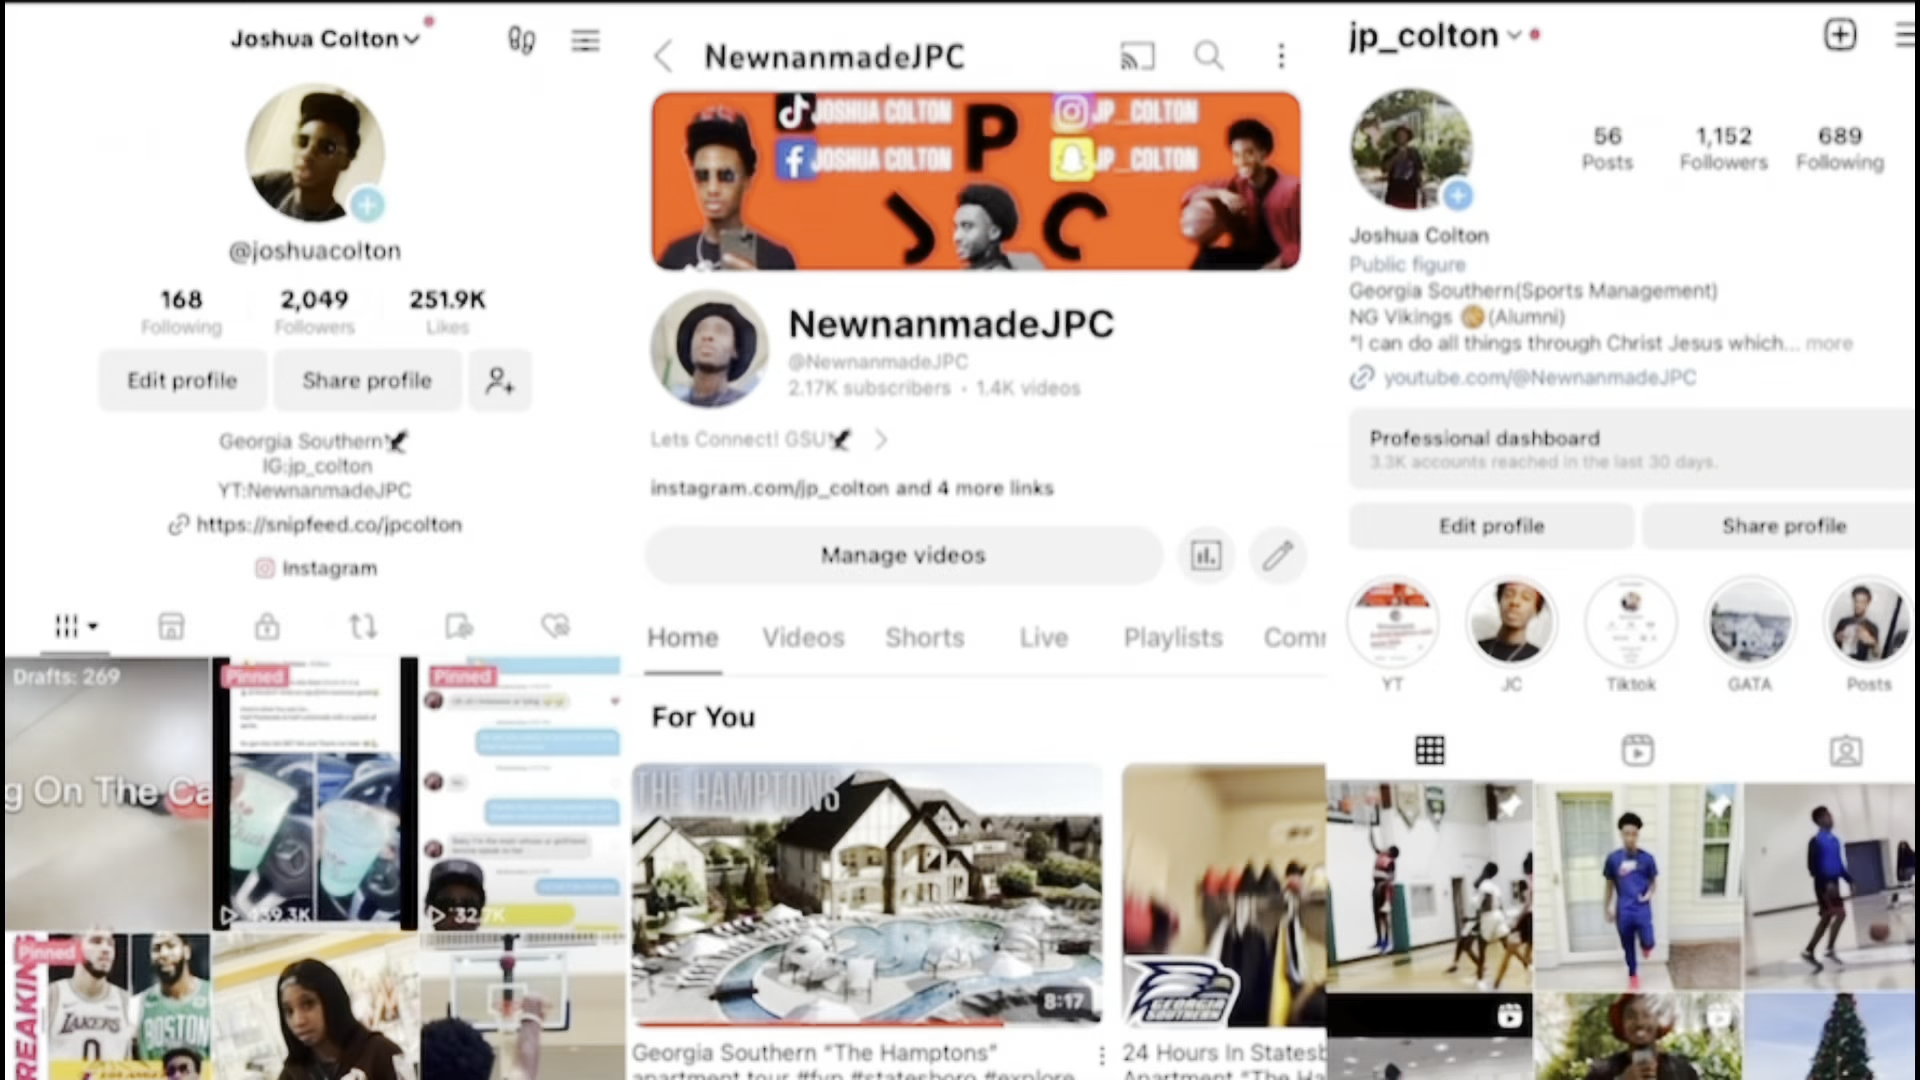 Joshua Colton
@joshuacolton
168
Following
2,049
Followers
251.9K
Likes
Edit profile
Share profile
Georgia Southern
IG:jp_colton
YT:NewnanmadeJPC
https://snipfeed.co/jpcolton
Instagram
Drafts: 269
g On The Ca
Pinned
Pinned
32.7K
Pinned
BREAKIN
LAKERS
0
BOSTON
NewnanmadeJPC
JOSHUA COLTON
P
JP_COLTON
JOSHUA COLTON
JP_COLTON
J
C
NewnanmadeJPC
@NewnanmadeJPC
2.17K subscribers • 1.4K videos
Lets Connect! GSU
instagram.com/jp_colton and 4 more links
Manage videos
Home
Videos
Shorts
Live
Playlists
Com
For You
THE HAMPTONS
8:17
Georgia Southern "The Hamptons"
apartment tour #fyp #statesboro #explore
GEORGIA
SOUTHERN
24 Hours In Statesb
Apartment "The Ha
jp_colton
56
Posts
1,152
Followers
689
Following
Joshua Colton
Public figure
Georgia Southern(Sports Management)
NG Vikings (Alumni)
"I can do all things through Christ Jesus which... more
youtube.com/@NewnanmadeJPC
Professional dashboard
3.3K accounts reached in the last 30 days.
Edit profile
Share profile
YT
JC
Tiktok
GATA
Posts